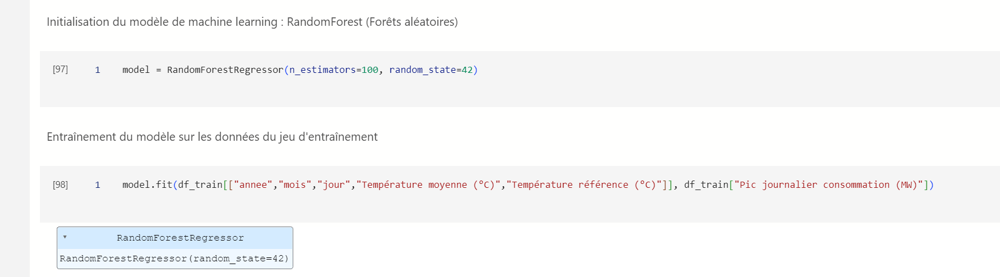 Initialisation du modèle de machine learning : RandomForest (Forêts aléatoires)
[97] 1 model = RandomForestRegressor(n_estimators=100, random_state=42)
Entraînement du modèle sur les données du jeu d'entraînement
[98] 1 model.fit(df_train[["annee","mois","jour","Température moyenne (°C)","Température référence (°C)"]], df_train["Pic journalier consommation (MW)"])
▾ RandomForestRegressor
RandomForestRegressor(random_state=42)